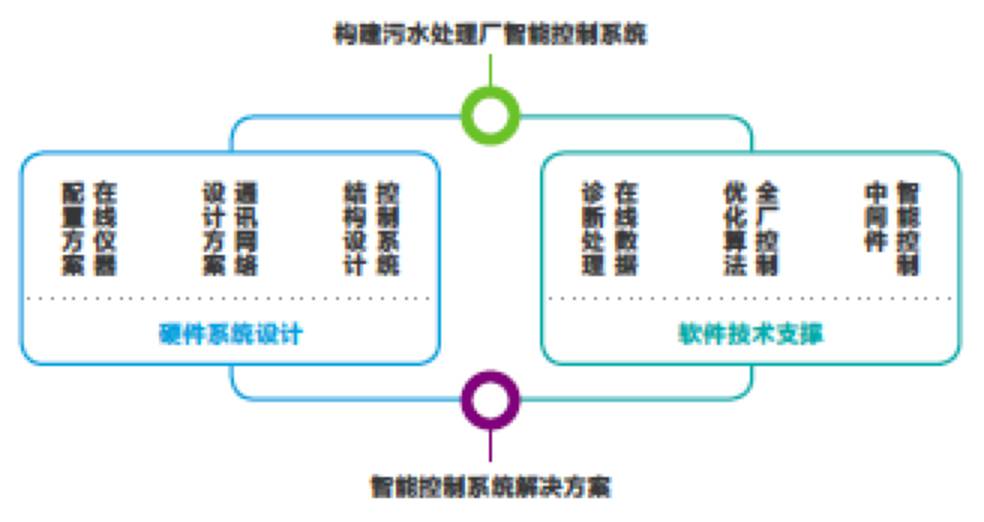 构建污水处理厂智能控制系统
在线仪器
配置方案
通讯网络
设计方案
控制系统
结构设计
硬件系统设计
在线数据
诊断处理
全厂控制
优化算法
智能控制
中间件
软件技术支撑
智能控制系统解决方案